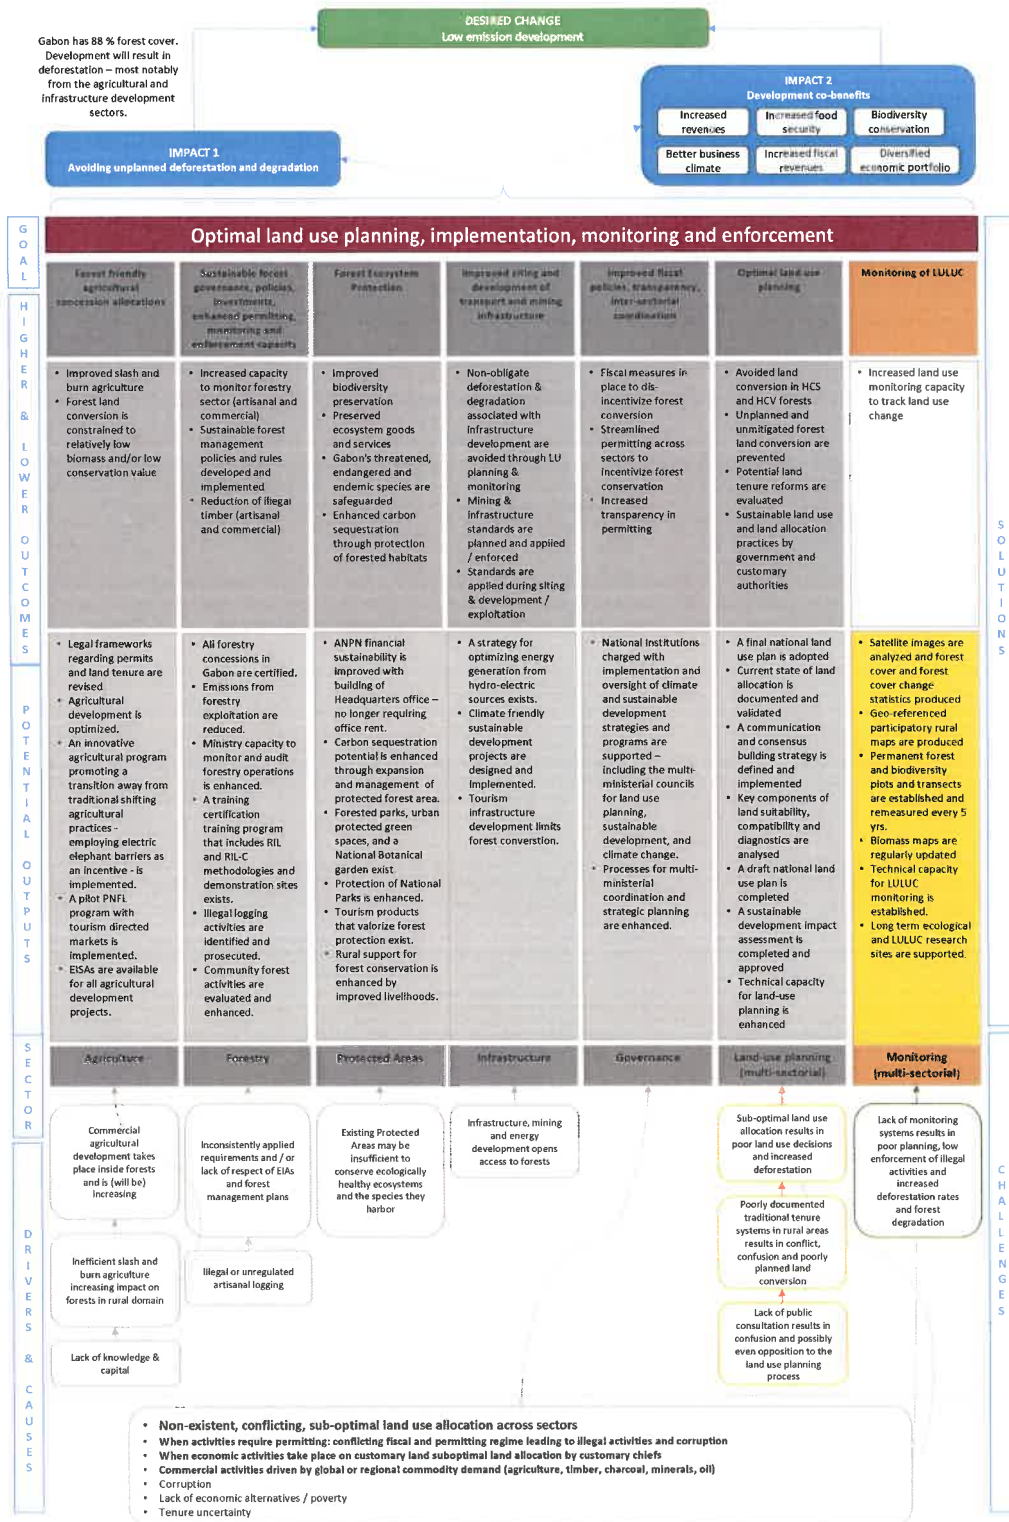 DESIRED CHANGE
Low emission development
Gabon has 88 % forest cover.
Development will result in
deforestation – most notably
from the agricultural and
infrastructure development
sectors.
IMPACT 1
Avoiding unplanned deforestation and degradation
IMPACT 2
Development co-benefits
Increased
revenues
Increased food
security
Biodiversity
conservation
Better business
climate
Increased fiscal
revenues
Diversified
economic portfolio
GOAL
Optimal land use planning, implementation, monitoring and enforcement
HIGHER & LOWER OUTCOMES
Forest friendly
agricultural
concession allocations
Sustainable forest
governance, policies,
investments,
enhanced permitting,
monitoring and
enforcement capacity
Forest Ecosystem
Protection
Improved siting and
development of
transport and mining
infrastructure
Improved fiscal
policies, transparency,
inter-sectorial
coordination
Optimal land use
planning
Monitoring of LULUC
• Improved slash and
burn agriculture
• Forest land
conversion is
constrained to
relatively low
biomass and/or low
conservation value
• Increased capacity
to monitor forestry
sector (artisanal and
commercial)
• Sustainable forest
management
policies and rules
developed and
implemented
• Reduction of illegal
timber (artisanal
and commercial)
• Improved
biodiversity
preservation
• Preserved
ecosystem goods
and services
• Gabon's threatened,
endangered and
endemic species are
safeguarded
• Enhanced carbon
sequestration
through protection
of forested habitats
• Non-obligate
deforestation &
degradation
associated with
infrastructure
development are
avoided through LU
planning &
monitoring
• Mining &
infrastructure
standards are
planned and applied
/ enforced
• Standards are
applied during siting
& development /
exploitation
• Fiscal measures in
place to dis-
incentivize forest
conversion
• Streamlined
permitting across
sectors to
incentivize forest
conservation
• Increased
transparency in
permitting
• Avoided land
conversion in HCS
and HCV forests
• Unplanned and
unmitigated forest
land conversion are
prevented
• Potential land
tenure reforms are
evaluated
• Sustainable land use
and land allocation
practices by
government and
customary
authorities
• Increased land use
monitoring capacity
to track land use
change
SOLUTIONS
POTENTIAL OUTPUTS
• Legal frameworks
regarding permits
and land tenure are
revised
• Agricultural
development is
optimized.
• An innovative
agricultural program
promoting a
transition away from
traditional shifting
agricultural
practices -
employing electric
elephant barriers as
an incentive - is
implemented.
• A pilot PNFL
program with
tourism directed
markets is
implemented.
• EISAs are available
for all agricultural
development
projects.
• All forestry
concessions in
Gabon are certified.
• Emissions from
forestry
exploitation are
reduced.
• Ministry capacity to
monitor and audit
forestry operations
is enhanced.
• A training
certification
training program
that includes RIL
and RIL-C
methodologies and
demonstration sites
exists.
• Illegal logging
activities are
identified and
prosecuted.
• Community forest
activities are
evaluated and
enhanced.
• ANPN financial
sustainability is
improved with
building of
Headquarters office –
no longer requiring
office rent.
• Carbon sequestration
potential is enhanced
through expansion
and management of
protected forest area.
• Forested parks, urban
protected green
spaces, and a
National Botanical
garden exist
• Protection of National
Parks is enhanced.
• Tourism products
that valorize forest
protection exist.
• Rural support for
forest conservation is
enhanced by
improved livelihoods.
• A strategy for
optimizing energy
generation from
hydro-electric
sources exists.
• Climate friendly
sustainable
development
projects are
designed and
implemented.
• Tourism
infrastructure
development limits
forest converstion.
• National Institutions
charged with
implementation and
oversight of climate
and sustainable
development
strategies and
programs are
supported –
including the multi-
ministerial councils
for land use
planning,
sustainable
development, and
climate change.
• Processes for multi-
ministerial
coordination and
strategic planning
are enhanced.
• A final national land
use plan is adopted
• Current state of land
allocation is
documented and
validated
• A communication
and consensus
building strategy is
defined and
implemented
• Key components of
land suitability,
compatibility and
diagnostics are
analysed
• A draft national land
use plan is
completed
• A sustainable
development impact
assessment is
completed and
approved
• Technical capacity
for land-use
planning is
enhanced
• Satellite images are
analyzed and forest
cover and forest
cover change
statistics produced
• Geo-referenced
participatory rural
maps are produced
• Permanent forest
and biodiversity
plots and transects
are established and
remeasured every 5
yrs.
• Biomass maps are
regularly updated
• Technical capacity
for LULUC
monitoring is
established.
• Long term ecological
and LULUC research
sites are supported.
SECTOR
Agriculture
Forestry
Protected Areas
Infrastructure
Governance
Land-use planning
(multi-sectorial)
Monitoring
(multi-sectorial)
DRIVERS & CAUSES
Commercial
agricultural
development takes
place inside forests
and is (will be)
increasing
Inefficient slash and
burn agriculture
increasing impact on
forests in rural domain
Lack of knowledge &
capital
Inconsistently applied
requirements and / or
lack of respect of EIAs
and forest
management plans
Illegal or unregulated
artisanal logging
Existing Protected
Areas may be
insufficient to
conserve ecologically
healthy ecosystems
and the species they
harbor
Infrastructure, mining
and energy
development opens
access to forests
Sub-optimal land use
allocation results in
poor land use decisions
and increased
deforestation
Poorly documented
traditional tenure
systems in rural areas
results in conflict,
confusion and poorly
planned land
conversion
Lack of public
consultation results in
confusion and possibly
even opposition to the
land use planning
process
Lack of monitoring
systems results in
poor planning, low
enforcement of illegal
activities and
increased
deforestation rates
and forest
degradation
CHALLENGES
• Non-existent, conflicting, sub-optimal land use allocation across sectors
• When activities require permitting: conflicting fiscal and permitting regime leading to illegal activities and corruption
• When economic activities take place on customary land suboptimal land allocation by customary chiefs
• Commercial activities driven by global or regional commodity demand (agriculture, timber, charcoal, minerals, oil)
• Corruption
• Lack of economic alternatives / poverty
• Tenure uncertainty